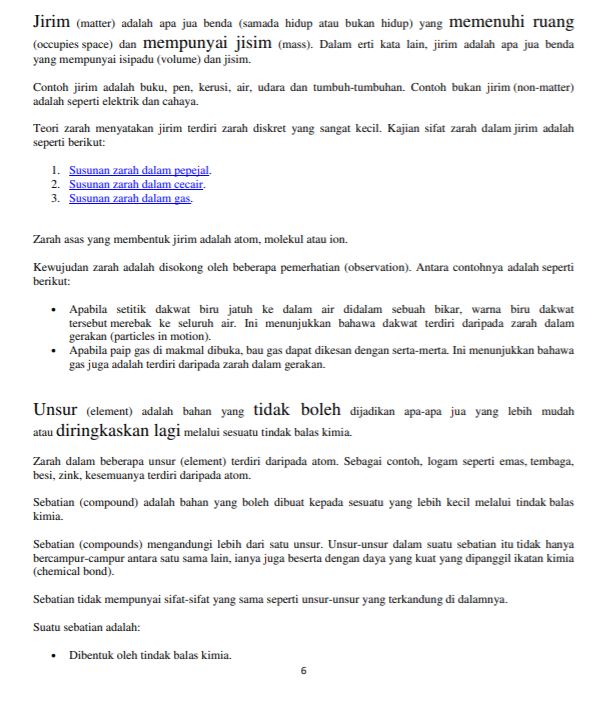 Jirim (matter) adalah apa jua benda (samada hidup atau bukan hidup) yang memenuhi ruang
(occupies space) dan mempunyai jisim (mass). Dalam erti kata lain, jirim adalah apa jua benda
yang mempunyai isipadu (volume) dan jisim.
Contoh jirim adalah buku, pen, kerusi, air, udara dan tumbuh-tumbuhan. Contoh bukan jirim (non-matter)
adalah seperti elektrik dan cahaya.
Teori zarah menyatakan jirim terdiri zarah diskret yang sangat kecil. Kajian sifat zarah dalam jirim adalah
seperti berikut:
1. Susunan zarah dalam pepejal.
2. Susunan zarah dalam cecair.
3. Susunan zarah dalam gas.
Zarah asas yang membentuk jirim adalah atom, molekul atau ion.
Kewujudan zarah adalah disokong oleh beberapa pemerhatian (observation). Antara contohnya adalah seperti
berikut:
• Apabila setitik dakwat biru jatuh ke dalam air didalam sebuah bikar, warna biru dakwat
tersebut merebak ke seluruh air. Ini menunjukkan bahawa dakwat terdiri daripada zarah dalam
gerakan (particles in motion).
• Apabila paip gas di makmal dibuka, bau gas dapat dikesan dengan serta-merta. Ini menunjukkan bahawa
gas juga adalah terdiri daripada zarah dalam gerakan.
Unsur (element) adalah bahan yang tidak boleh dijadikan apa-apa jua yang lebih mudah
atau diringkaskan lagi melalui sesuatu tindak balas kimia.
Zarah dalam beberapa unsur (element) terdiri daripada atom. Sebagai contoh, logam seperti emas, tembaga,
besi, zink, kesemuanya terdiri daripada atom.
Sebatian (compound) adalah bahan yang boleh dibuat kepada sesuatu yang lebih kecil melalui tindak balas
kimia.
Sebatian (compounds) mengandungi lebih dari satu unsur. Unsur-unsur dalam suatu sebatian itu tidak hanya
bercampur-campur antara satu sama lain, ianya juga beserta dengan daya yang kuat yang dipanggil ikatan kimia
(chemical bond).
Sebatian tidak mempunyai sifat-sifat yang sama seperti unsur-unsur yang terkandung di dalamnya.
Suatu sebatian adalah:
• Dibentuk oleh tindak balas kimia.
6